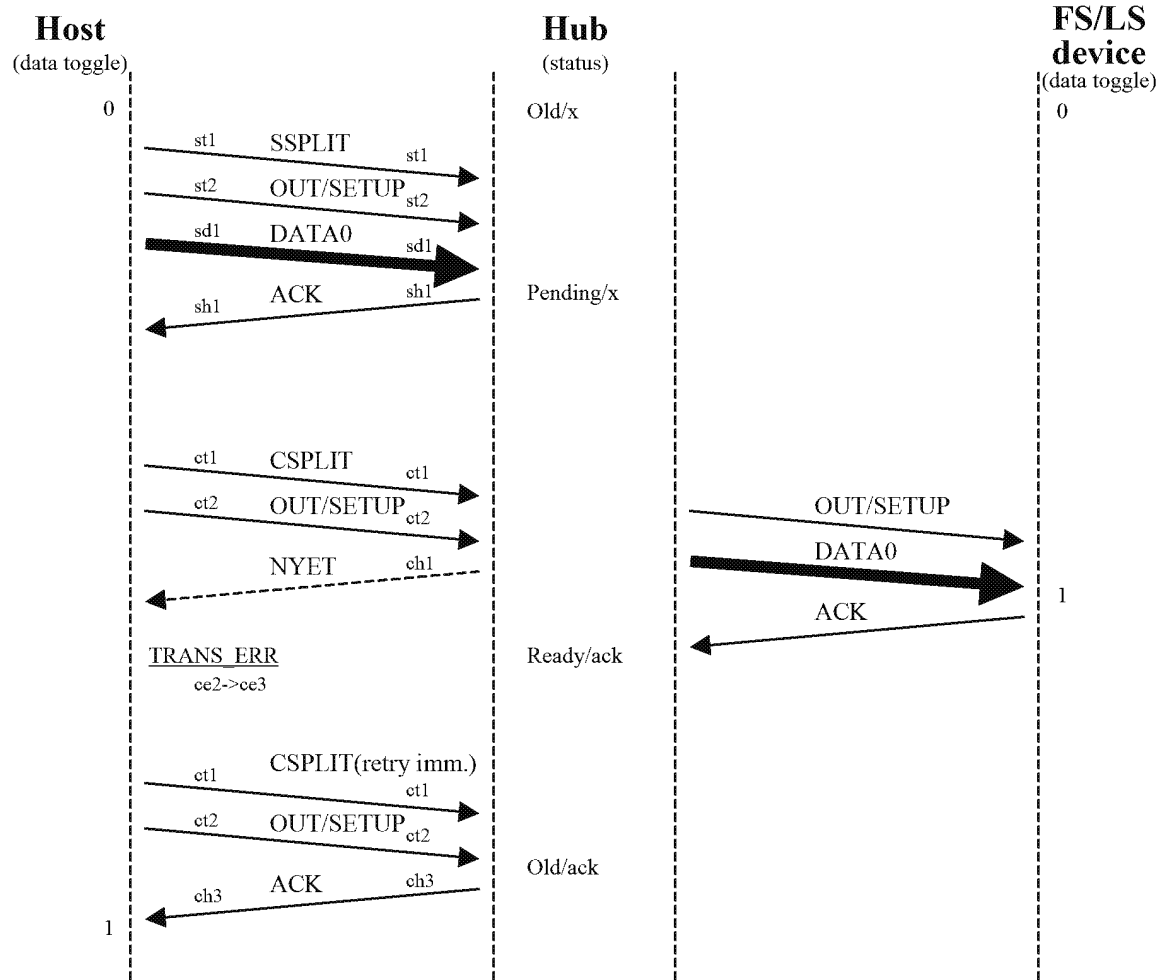 Host
(data toggle)
Hub
(status)
FS/LS
device
(data toggle)
0
Old/x
0
st1 SSPLIT st1
st2 OUT/SETUP st2
sd1 DATA0 sd1
sh1 ACK sh1
Pending/x
ct1 CSPLIT ct1
ct2 OUT/SETUP ct2
OUT/SETUP
NYET ch1
DATA0
1
ACK
TRANS_ERR
ce2->ce3
Ready/ack
CSPLIT(retry imm.)
ct1 ct1
ct2 OUT/SETUP ct2
Old/ack
ch3 ACK ch3
1